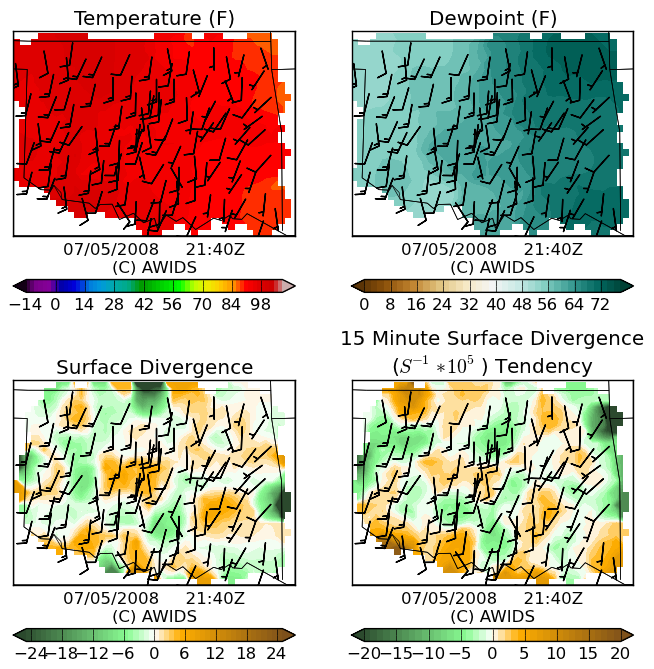 Temperature (F)
Dewpoint (F)
07/05/2008 21:40Z
(C) AWIDS
−14 0 14 28 42 56 70 84 98
07/05/2008 21:40Z
(C) AWIDS
0 8 16 24 32 40 48 56 64 72
Surface Divergence
15 Minute Surface Divergence
(S⁻¹ *10⁵ ) Tendency
07/05/2008 21:40Z
(C) AWIDS
−24 −18 −12 −6 0 6 12 18 24
07/05/2008 21:40Z
(C) AWIDS
−20 −15 −10 −5 0 5 10 15 20